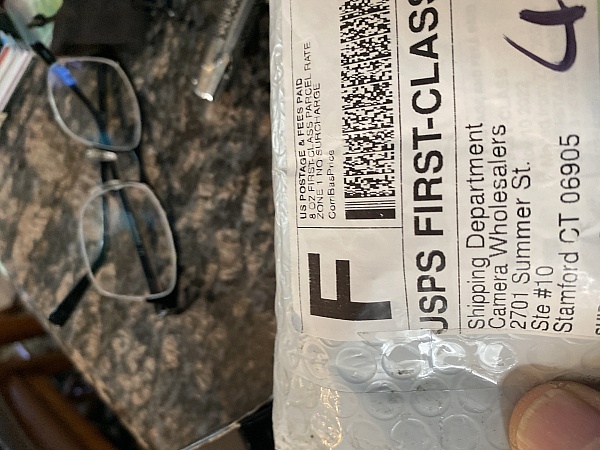 US POSTAGE & FEES PAID
8 OZ FIRST-CLASS PARCEL RATE
ZONE 1 NO SURCHARGE
ComBasPrice
F
USPS FIRST-CLASS
Shipping Department
Camera Wholesalers
2701 Summer St.
Ste #10
Stamford CT 06905
4